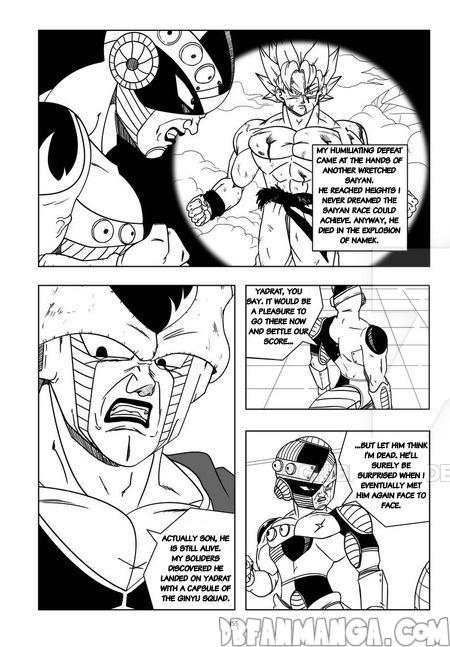 MY HUMILIATING DEFEAT
CAME AT THE HANDS OF
ANOTHER WRETCHED
SAIYAN.
HE REACHED HEIGHTS I
NEVER DREAMED THE
SAIYAN RACE COULD
ACHIEVE. ANYWAY, HE
DIED IN THE EXPLOSION
OF NAMEK.
ACTUALLY SON, HE
IS STILL ALIVE.
MY SOLIDERS
DISCOVERED HE
LANDED ON YADRAT
WITH A CAPSULE OF
THE GINYU SQUAD.
YADRAT, YOU
SAY. IT WOULD BE
A PLEASURE TO
GO THERE NOW
AND SETTLE OUR
SCORE...
...BUT LET HIM THINK
I'M DEAD. HE'LL
SURELY BE
SURPRISED WHEN I
EVENTUALLY MET
HIM AGAIN FACE TO
FACE.
DBFANMANGA.COM